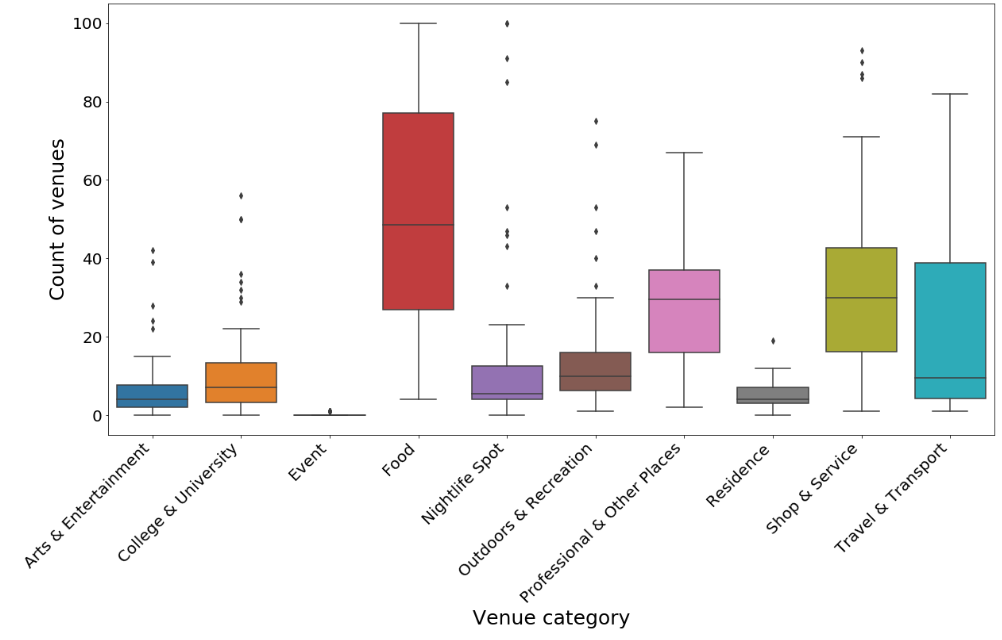 100
80
60
40
20
0
Count of venues
Arts & Entertainment
College & University
Event
Food
Nightlife Spot
Outdoors & Recreation
Professional & Other Places
Residence
Shop & Service
Travel & Transport
Venue category